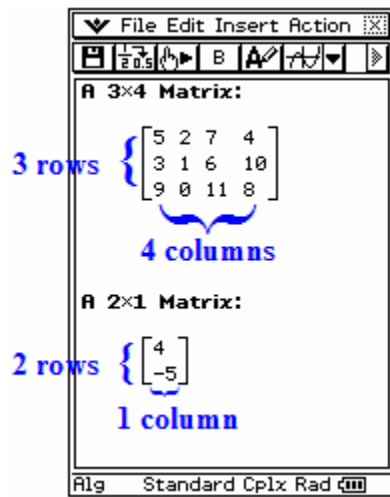 File Edit Insert Action
B
A 3×4 Matrix:
5 2 7 4
3 rows
3 1 6 10
9 0 11 8
4 columns
A 2×1 Matrix:
4
2 rows
-5
1 column
Alg Standard Cplx Rad